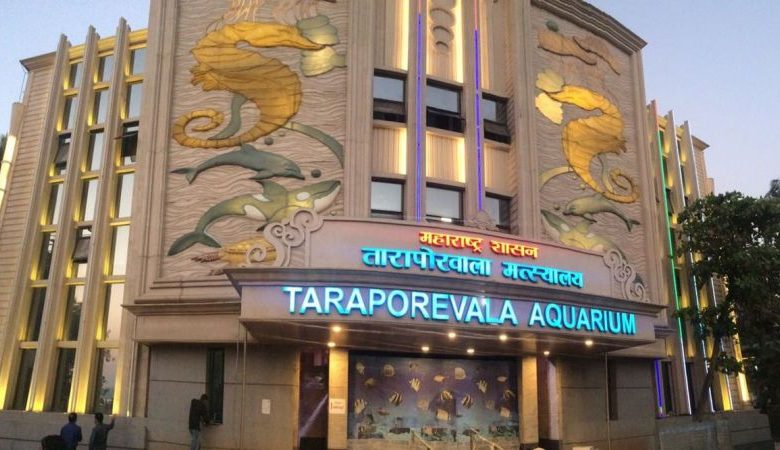 महाराष्ट्र शासन
तारापोरवाला मत्स्यालय
TARAPOREVALA AQUARIUM